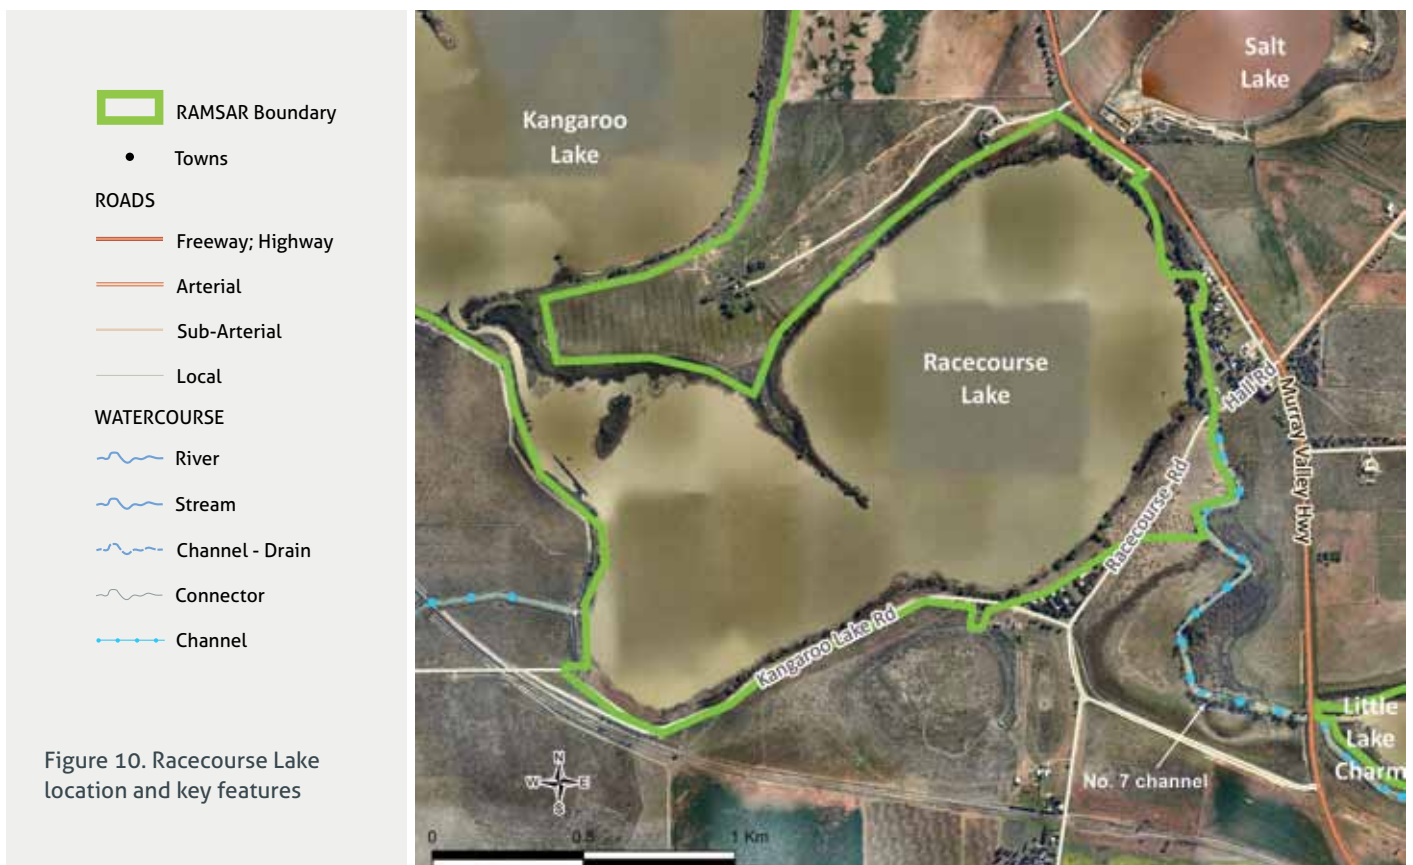 RAMSAR Boundary
Towns
ROADS
Freeway; Highway
Arterial
Sub-Arterial
Local
WATERCOURSE
River
Stream
Channel - Drain
Connector
Channel
Figure 10. Racecourse Lake
location and key features
Kangaroo
Lake
Salt
Lake
Racecourse
Lake
Hall Rd
Murray Valley Hwy
Racecourse Rd
Kangaroo Lake Rd
Little
Lake
Charm
No. 7 channel
N
W E
S
0 0.5 1 Km